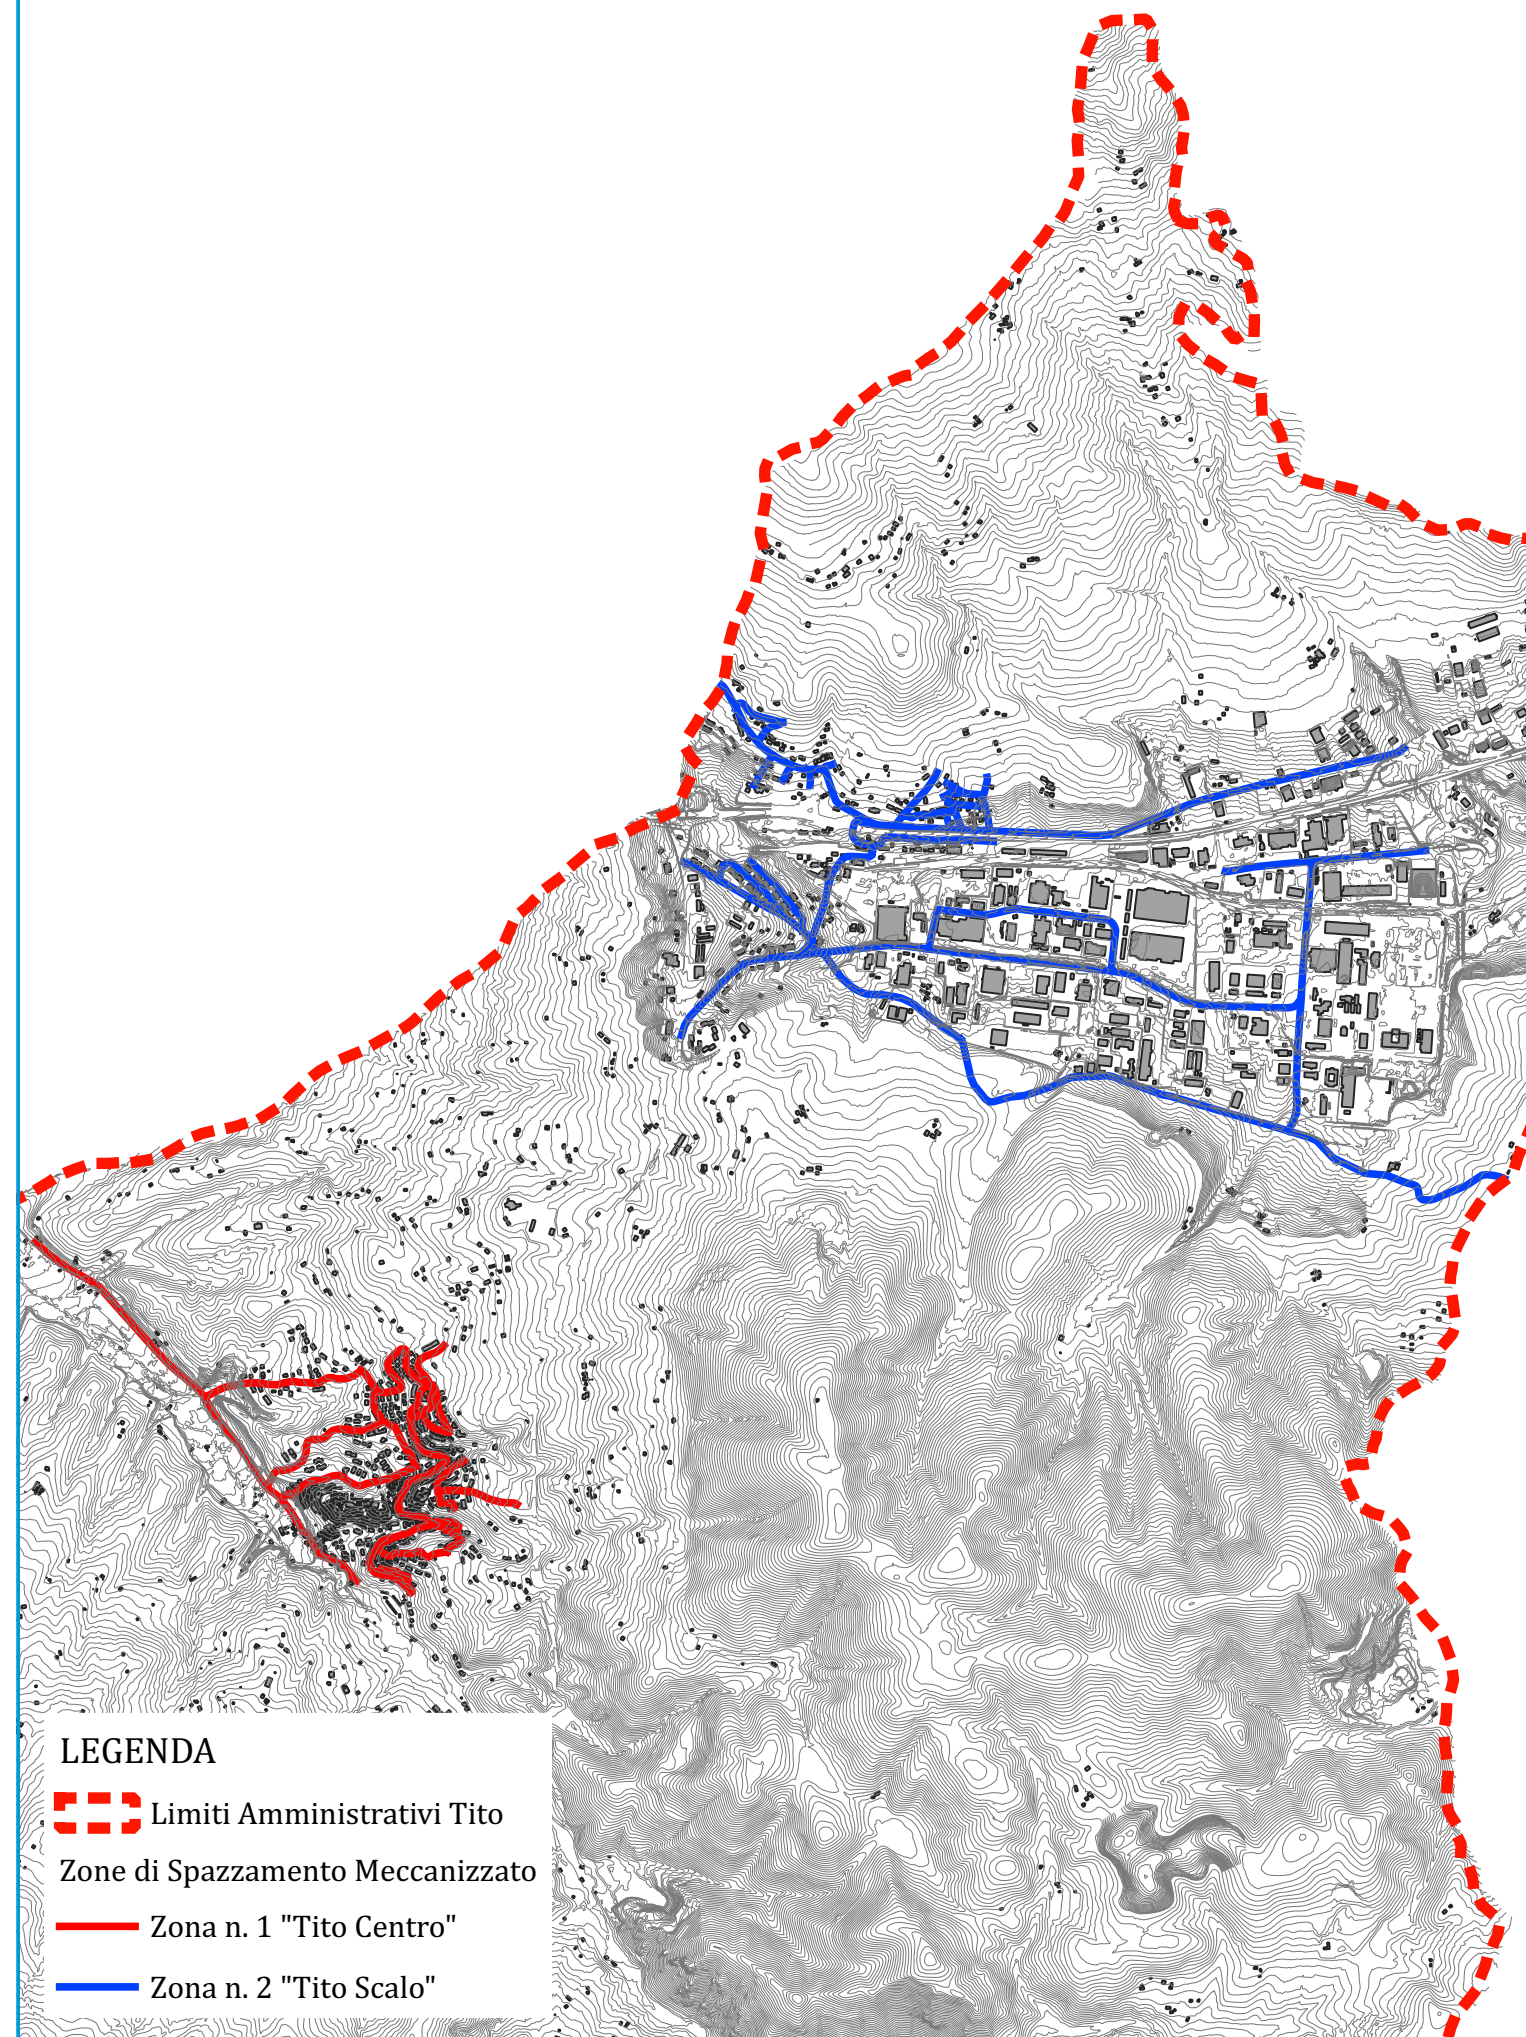 LEGENDA
Limiti Amministrativi Tito
Zone di Spazzamento Meccanizzato
Zona n. 1 "Tito Centro"
Zona n. 2 "Tito Scalo"